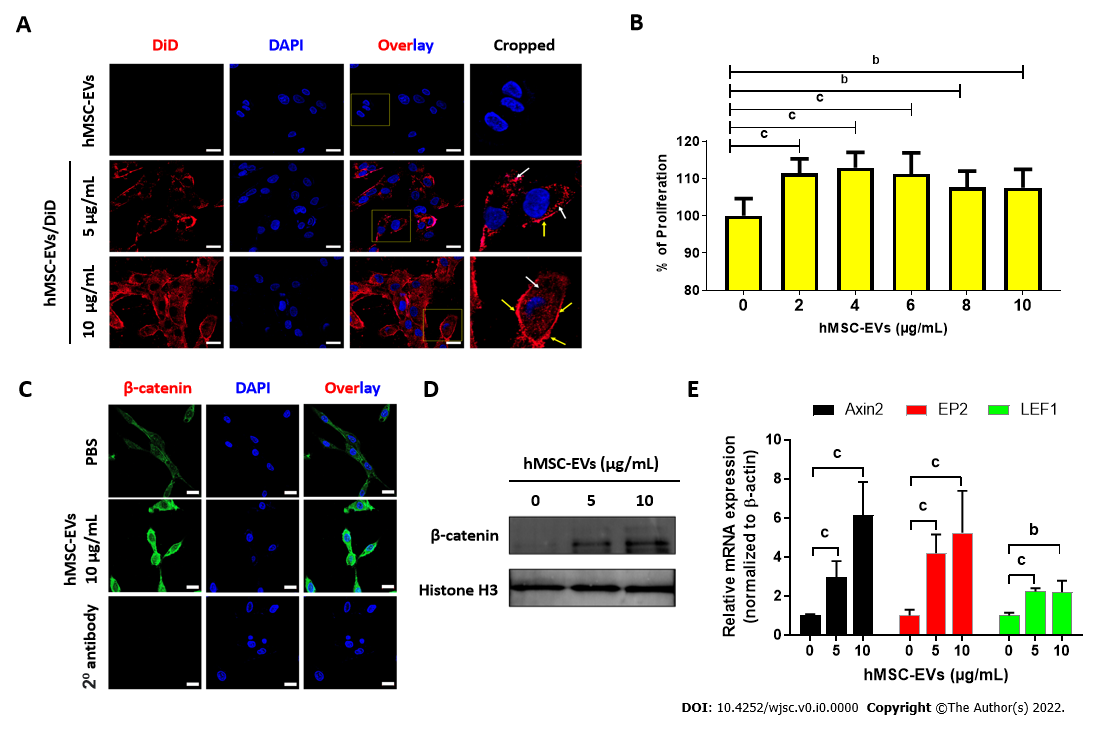 A
DiD DAPI Overlay Cropped
hMSC-EVs
hMSC-EVs/DiD
5 µg/mL
10 µg/mL
B
b
b
c
c
c
% of Proliferation
120
110
100
90
80
0 2 4 6 8 10
hMSC-EVs (µg/mL)
C
β-catenin DAPI Overlay
PBS
hMSC-EVs
10 µg/mL
2º antibody
D
hMSC-EVs (µg/mL)
0 5 10
β-catenin
Histone H3
E
Axin2 EP2 LEF1
Relative mRNA expression
(normalized to β-actin)
10
8
6
4
2
0
c
c
c
c
b
c
0 5 10 0 5 10 0 5 10
hMSC-EVs (µg/mL)
DOI: 10.4252/wjsc.v0.i0.0000 Copyright ©The Author(s) 2022.